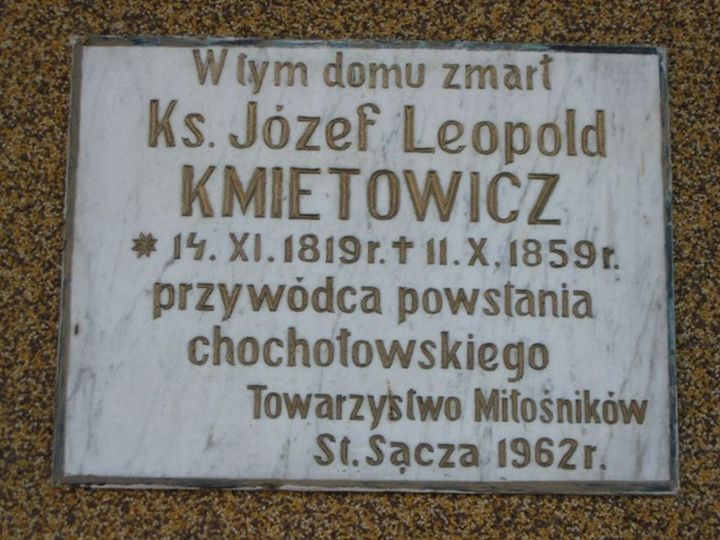 W tym domu zmarł
Ks. Józef Leopold
KMIETOWICZ
* 14. XI. 1819 r. † 11. X. 1859 r.
przywódca powstania
chochołowskiego
Towarzystwo Miłośników
St. Sącza 1962 r.